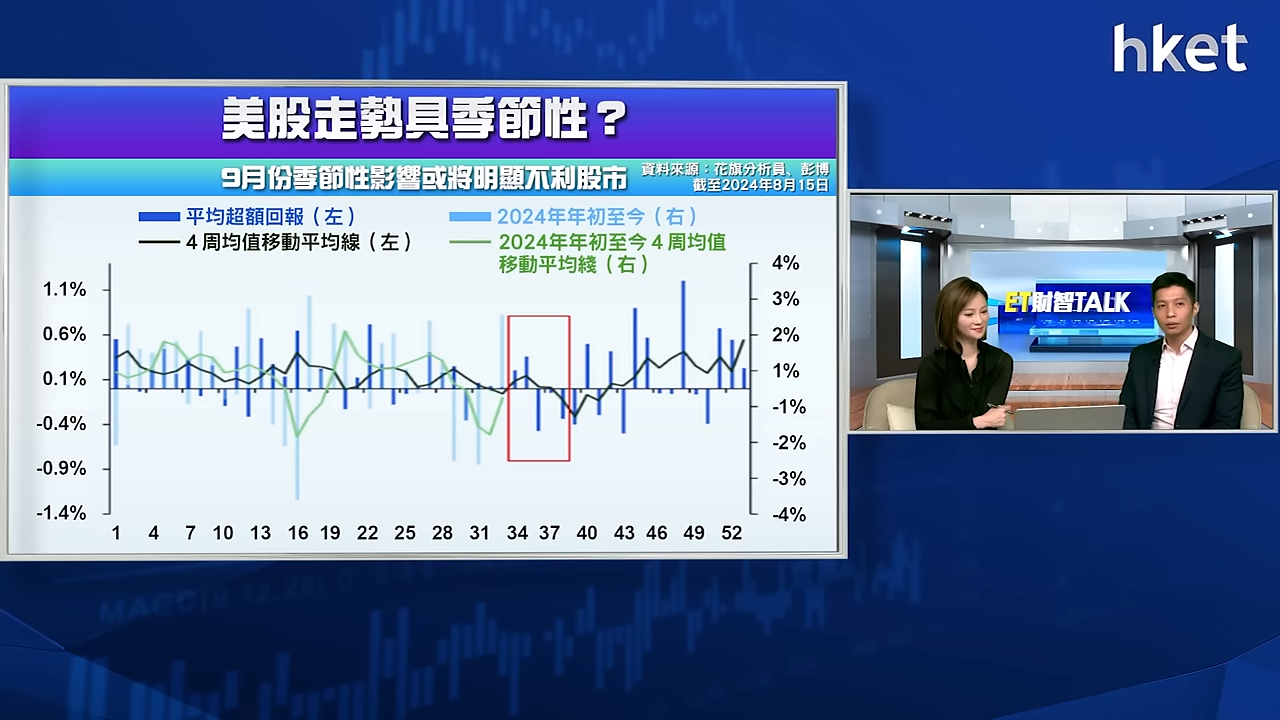 hket
美股走勢具季節性？
9月份季節性影響或將明顯不利股市
資料來源：花旗分析員、彭博
截至2024年8月15日
平均超額回報（左）
2024年年初至今（右）
4周均值移動平均線（左）
2024年年初至今4周均值
移動平均綫（右）
4%
1.1%
3%
0.6%
2%
0.1%
1%
-0.4%
-1%
-2%
-0.9%
-3%
-1.4%
-4%
1 4 7 10 13 16 19 22 25 28 31 34 37 40 43 46 49 52
ET財智TALK
MACD(9,12,26)